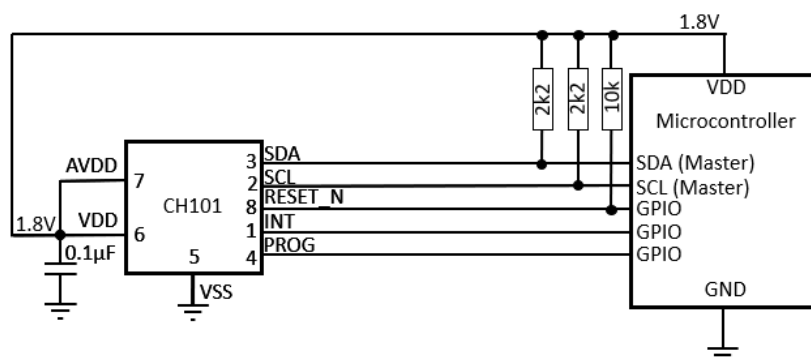 1.8V
VDD
2k2
2k2
10k
Microcontroller
AVDD
7
3
SDA
SDA (Master)
CH101
2
SCL
SCL (Master)
8
RESET_N
GPIO
1.8V
VDD
6
1
INT
GPIO
0.1µF
5
4
PROG
GPIO
VSS
GND